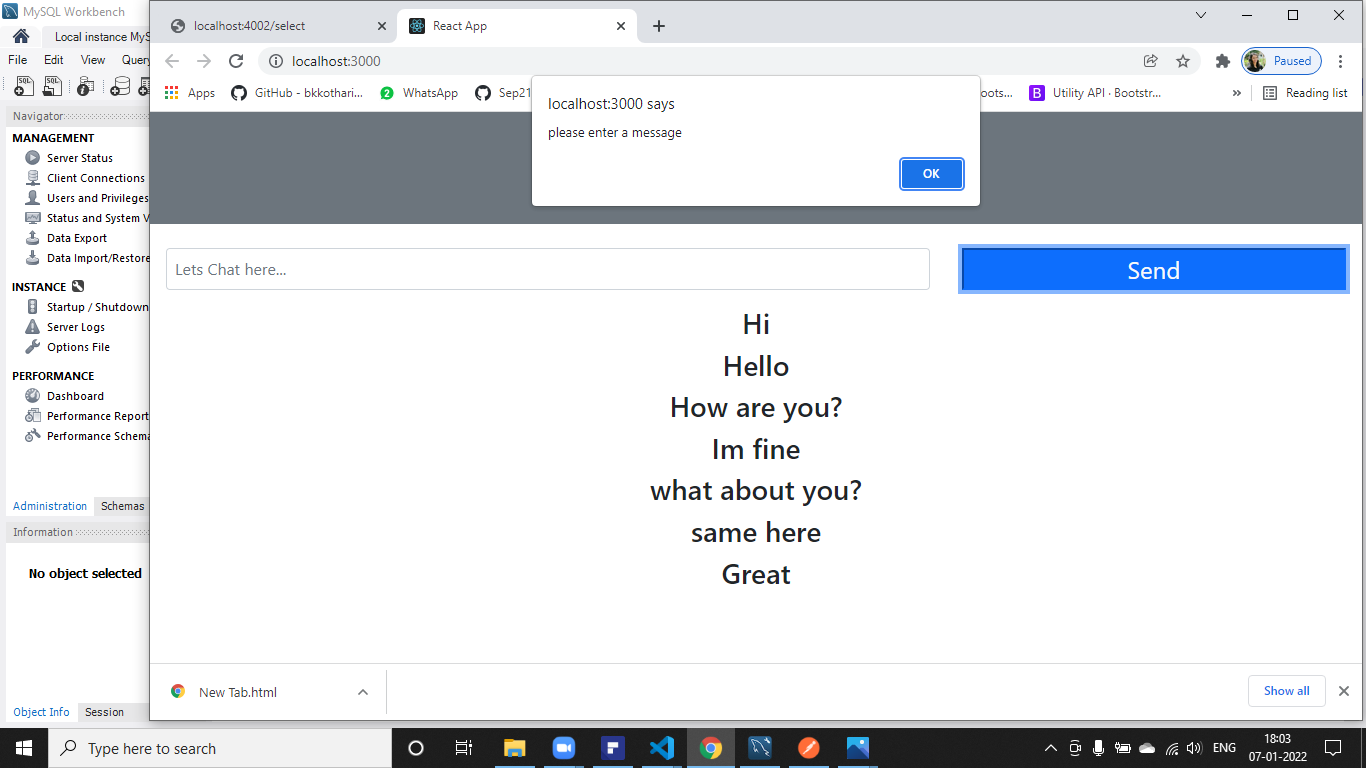 MySQL Workbench
Local instance MyS
File Edit View Query
Navigator
MANAGEMENT
Server Status
Client Connections
Users and Privileges
Status and System V
Data Export
Data Import/Restore
INSTANCE
Startup / Shutdown
Server Logs
Options File
PERFORMANCE
Dashboard
Performance Report
Performance Schema
Administration Schemas
Information
No object selected
Object Info Session
localhost:4002/select
React App
localhost:3000
Paused
Apps
GitHub - bkkothari...
2 WhatsApp
Sep21
oots...
B Utility API · Bootstr...
»
Reading list
localhost:3000 says
please enter a message
OK
Lets Chat here...
Send
Hi
Hello
How are you?
Im fine
what about you?
same here
Great
New Tab.html
Show all
Type here to search
ENG
18:03
07-01-2022